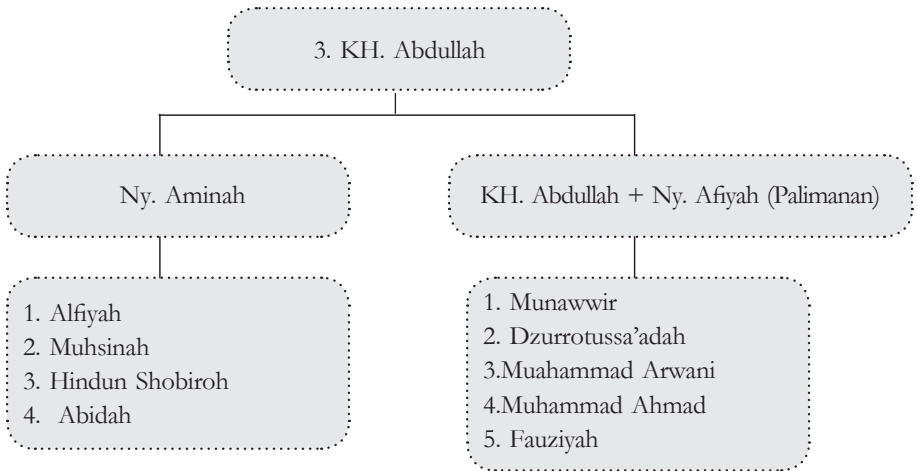 3. KH. Abdullah
Ny. Aminah
KH. Abdullah + Ny. Afiyah (Palimanan)
1. Alfiyah
2. Muhsinah
3. Hindun Shobiroh
4. Abidah
1. Munawwir
2. Dzurrotussa’adah
3.Muahammad Arwani
4.Muhammad Ahmad
5. Fauziyah